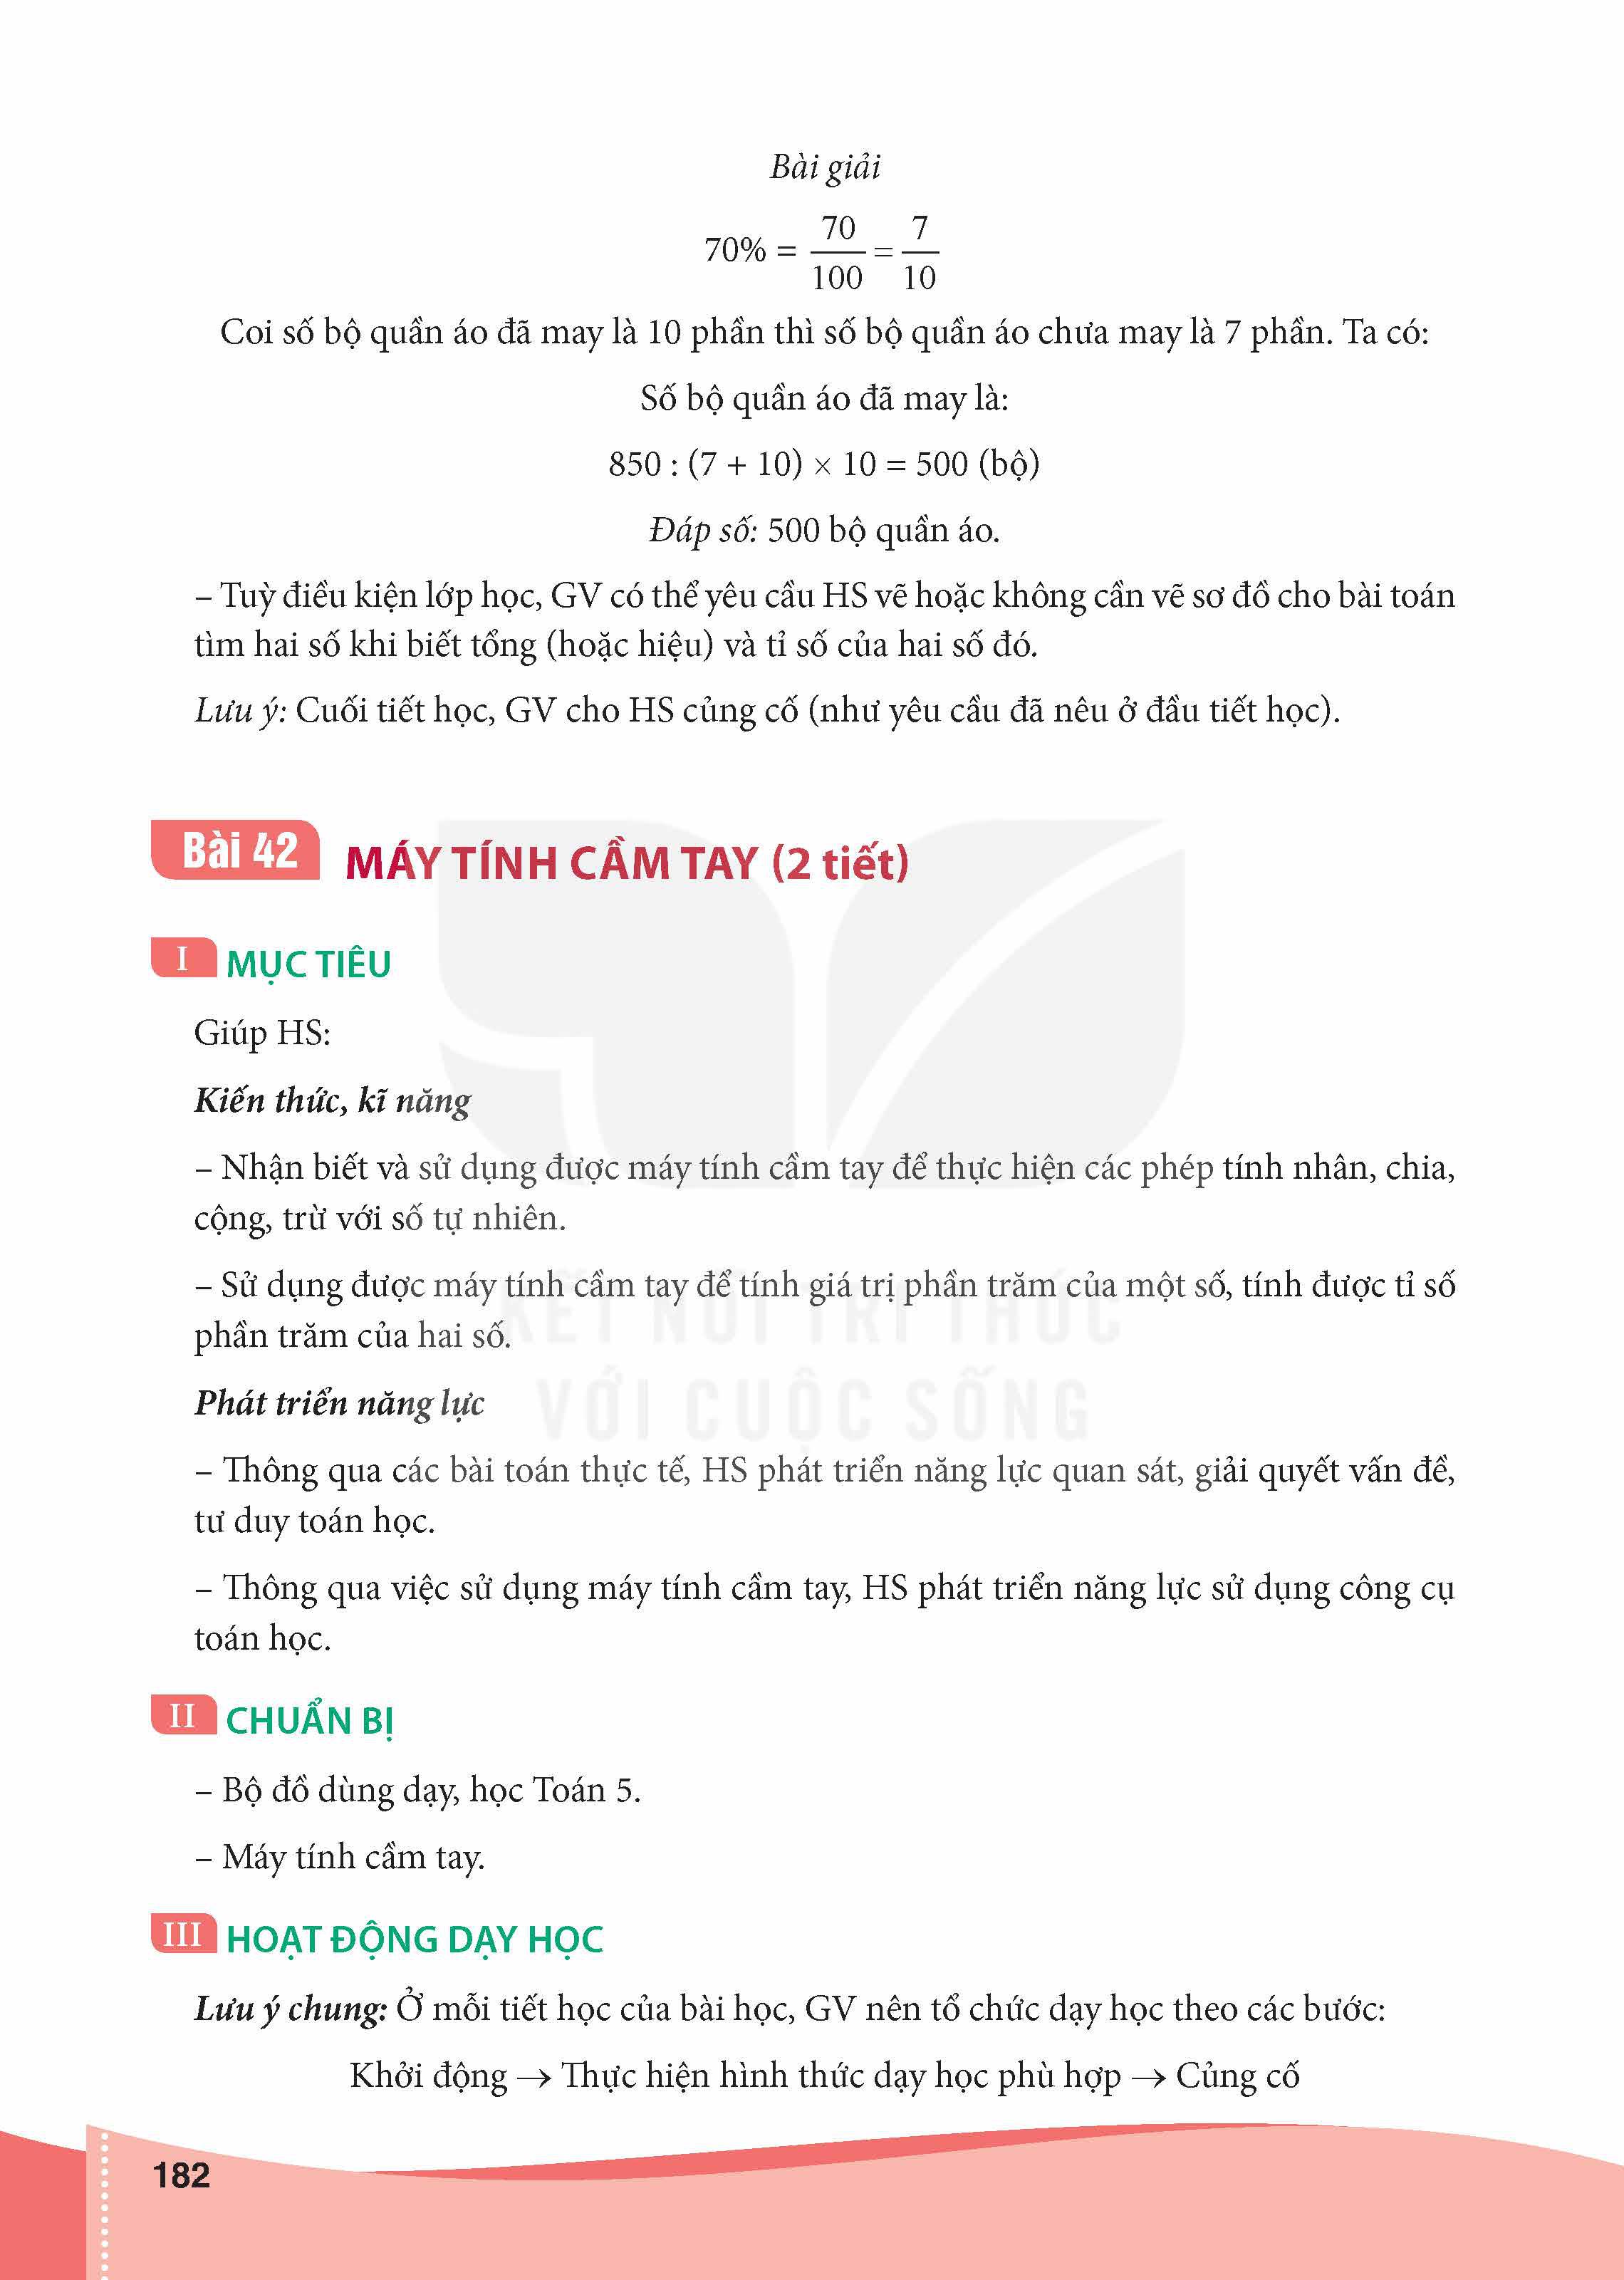 Bài giải
70% = 70/100 = 7/10
Coi số bộ quần áo đã may là 10 phần thì số bộ quần áo chưa may là 7 phần. Ta có:
Số bộ quần áo đã may là:
850 : (7 + 10) × 10 = 500 (bộ)
Đáp số: 500 bộ quần áo.
– Tuỳ điều kiện lớp học, GV có thể yêu cầu HS vẽ hoặc không cần vẽ sơ đồ cho bài toán
tìm hai số khi biết tổng (hoặc hiệu) và tỉ số của hai số đó.
Lưu ý: Cuối tiết học, GV cho HS củng cố (như yêu cầu đã nêu ở đầu tiết học).
Bài 42 MÁY TÍNH CẦM TAY (2 tiết)
I MỤC TIÊU
Giúp HS:
Kiến thức, kĩ năng
– Nhận biết và sử dụng được máy tính cầm tay để thực hiện các phép tính nhân, chia,
cộng, trừ với số tự nhiên.
– Sử dụng được máy tính cầm tay để tính giá trị phần trăm của một số, tính được tỉ số
KẾT NỐI TRI THỨC
phần trăm của hai số.
VỚI CUỘC SỐNG
Phát triển năng lực
– Thông qua các bài toán thực tế, HS phát triển năng lực quan sát, giải quyết vấn đề,
tư duy toán học.
– Thông qua việc sử dụng máy tính cầm tay, HS phát triển năng lực sử dụng công cụ
toán học.
II CHUẨN BỊ
– Bộ đồ dùng dạy, học Toán 5.
– Máy tính cầm tay.
III HOẠT ĐỘNG DẠY HỌC
Lưu ý chung: Ở mỗi tiết học của bài học, GV nên tổ chức dạy học theo các bước:
Khởi động → Thực hiện hình thức dạy học phù hợp → Củng cố
182